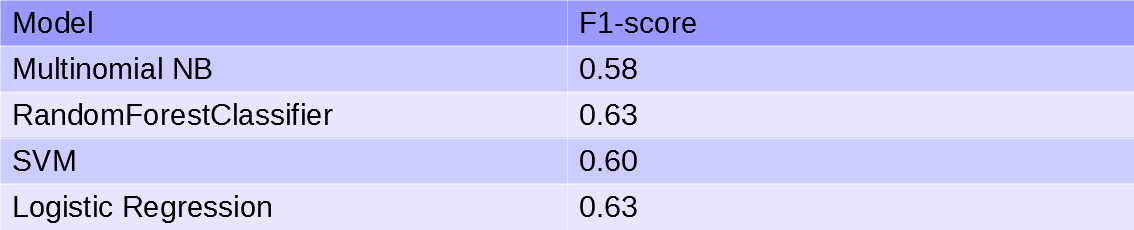 Model F1-score
Multinomial NB 0.58
RandomForestClassifier 0.63
SVM 0.60
Logistic Regression 0.63